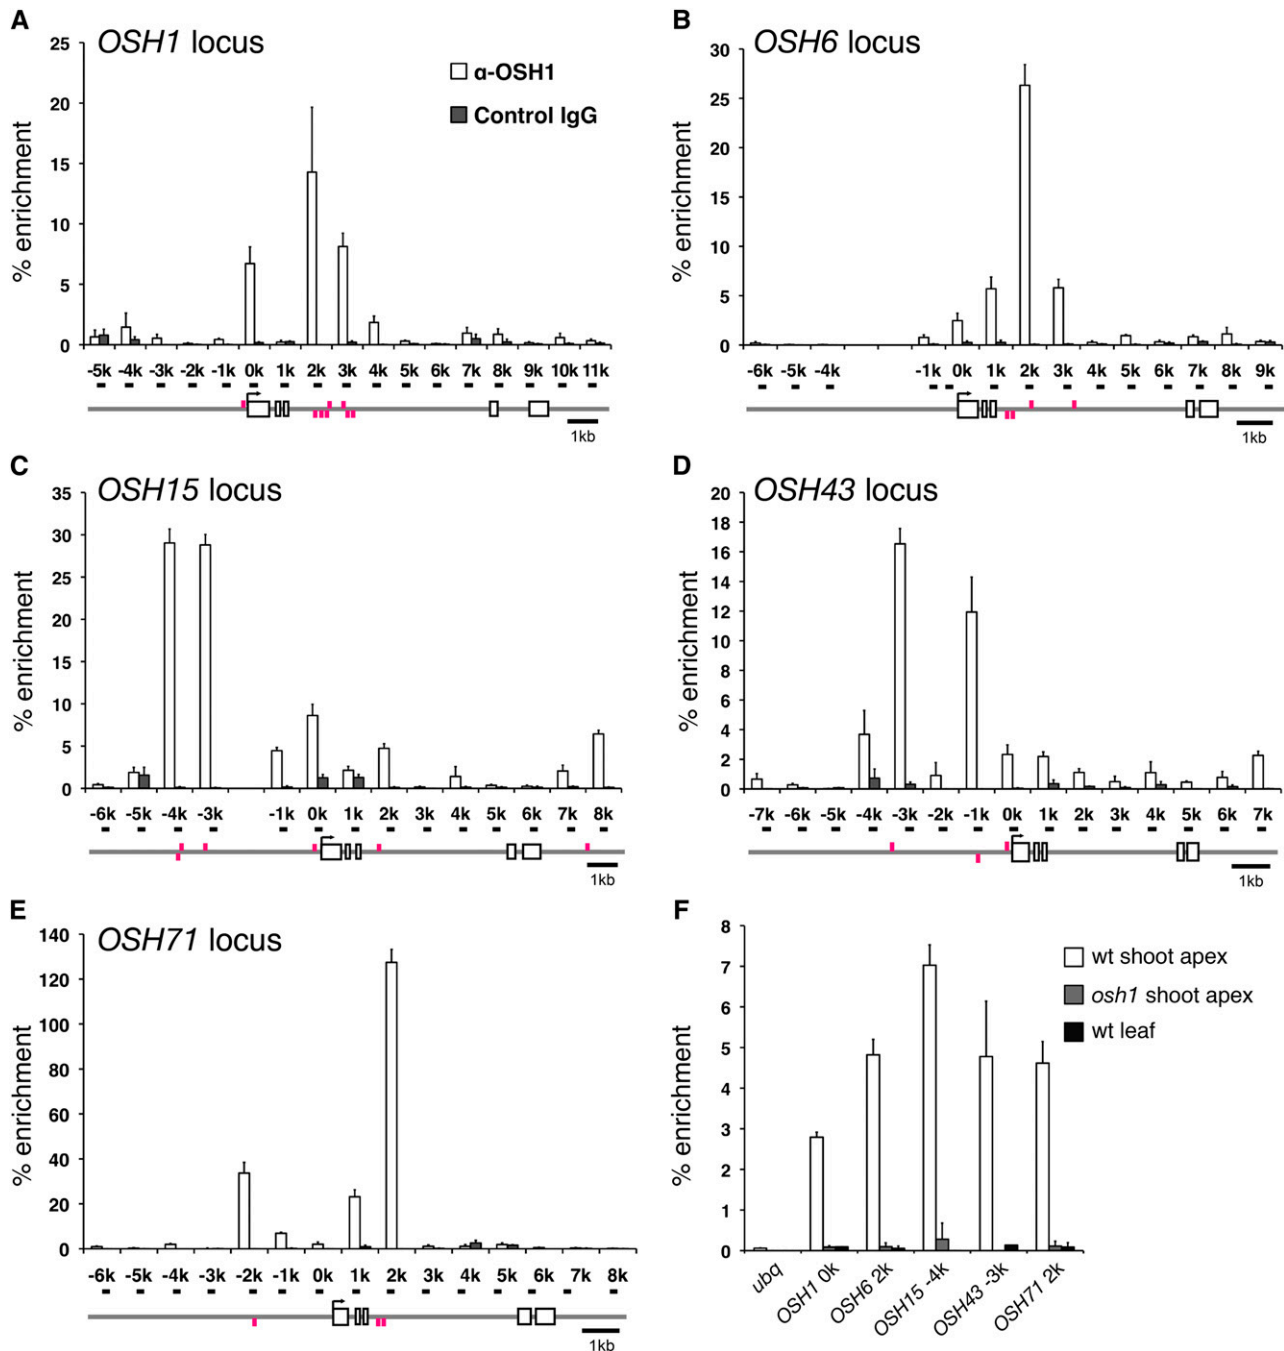 A
OSH1 locus
% enrichment
25
20
15
10
5
0
α-OSH1
Control IgG
-5k -4k -3k -2k -1k 0k 1k 2k 3k 4k 5k 6k 7k 8k 9k 10k 11k
1kb
B
OSH6 locus
% enrichment
30
25
20
15
10
5
0
-6k -5k -4k -1k 0k 1k 2k 3k 4k 5k 6k 7k 8k 9k
1kb
C
OSH15 locus
% enrichment
35
30
25
20
15
10
5
0
-6k -5k -4k -3k -1k 0k 1k 2k 3k 4k 5k 6k 7k 8k
1kb
D
OSH43 locus
% enrichment
20
18
16
14
12
10
8
6
4
2
0
-7k -6k -5k -4k -3k -2k -1k 0k 1k 2k 3k 4k 5k 6k 7k
1kb
E
OSH71 locus
% enrichment
140
120
100
80
60
40
20
0
-6k -5k -4k -3k -2k -1k 0k 1k 2k 3k 4k 5k 6k 7k 8k
1kb
F
% enrichment
8
7
6
5
4
3
2
1
0
wt shoot apex
osh1 shoot apex
wt leaf
ubq
OSH1 0k
OSH6 2k
OSH15 -4k
OSH43 -3k
OSH71 2k